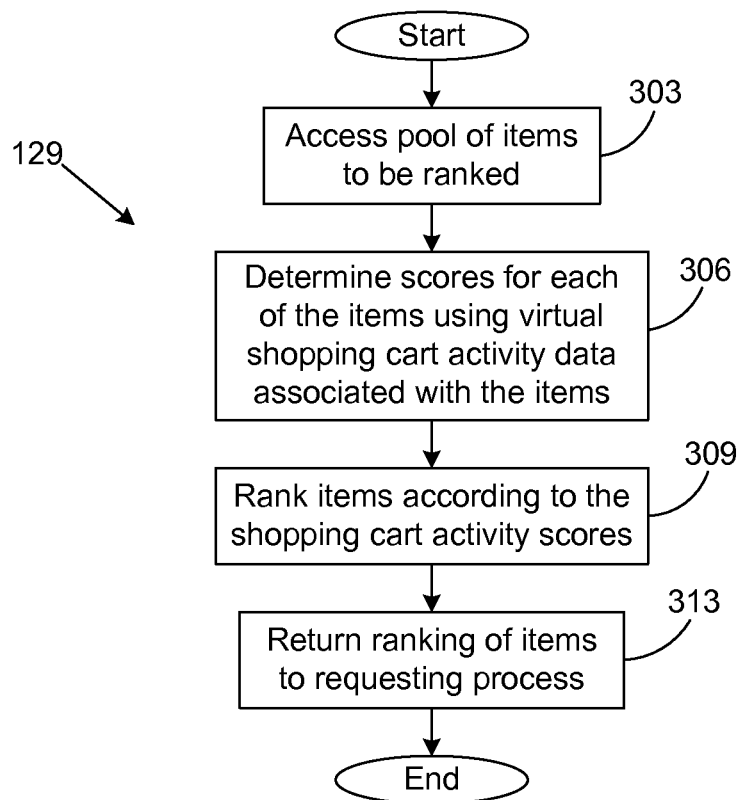 Start
303
Access pool of items
to be ranked
129
306
Determine scores for each
of the items using virtual
shopping cart activity data
associated with the items
309
Rank items according to the
shopping cart activity scores
313
Return ranking of items
to requesting process
End